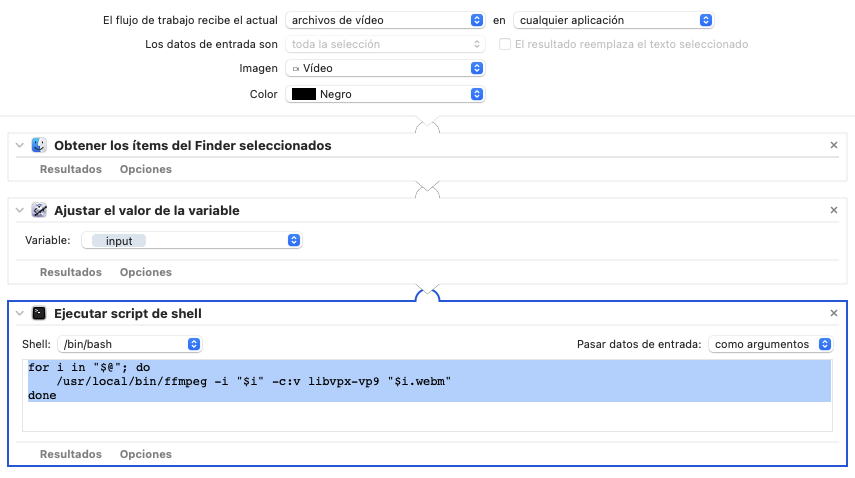 El flujo de trabajo recibe el actual archivos de vídeo en cualquier aplicación
Los datos de entrada son toda la selección El resultado reemplaza el texto seleccionado
Imagen Vídeo
Color Negro
Obtener los ítems del Finder seleccionados
Resultados Opciones
Ajustar el valor de la variable
Variable: input
Resultados Opciones
Ejecutar script de shell
Shell: /bin/bash Pasar datos de entrada: como argumentos
for i in "$@"; do
/usr/local/bin/ffmpeg -i "$i" -c:v libvpx-vp9 "$i.webm"
done
Resultados Opciones